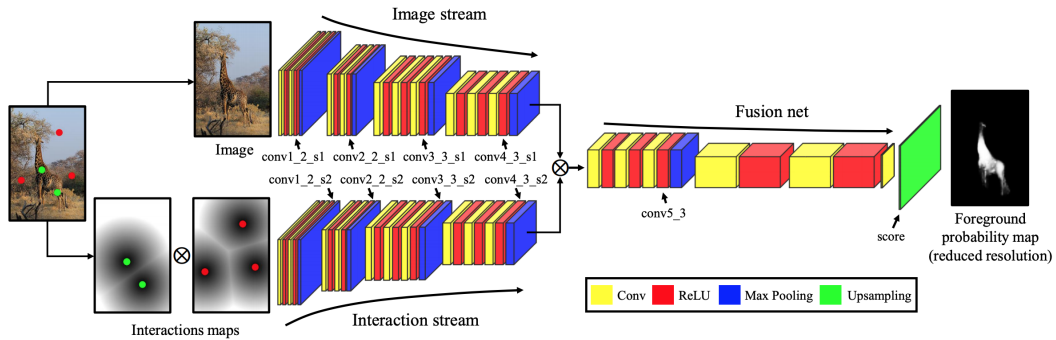 Image stream
Image
conv1_2_s1
conv2_2_s1
conv3_3_s1
conv4_3_s1
conv1_2_s2
conv2_2_s2
conv3_3_s2
conv4_3_s2
Interactions maps
Interaction stream
Fusion net
conv5_3
score
Foreground
probability map
(reduced resolution)
Conv
ReLU
Max Pooling
Upsampling